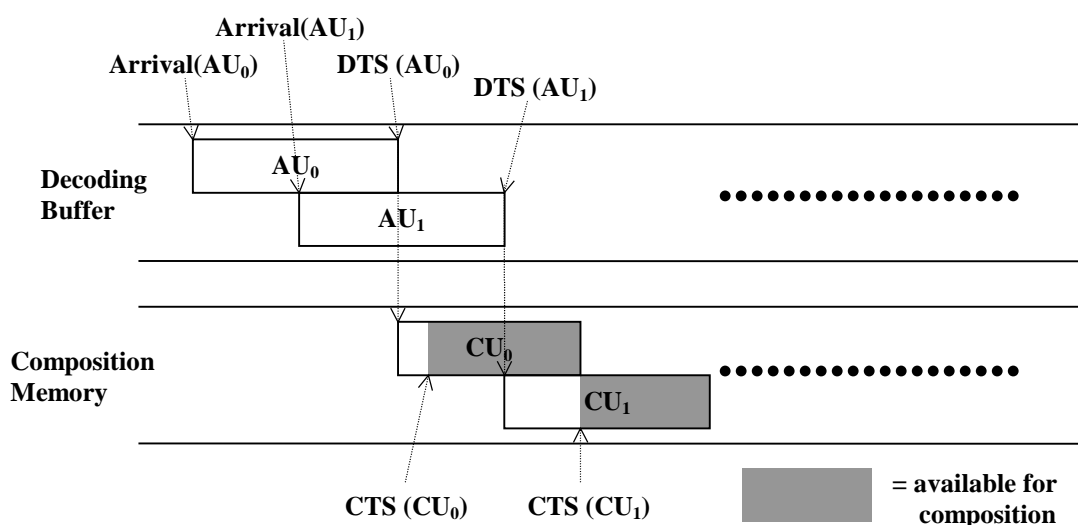 Arrival(AU₁)
Arrival(AU₀)
DTS (AU₀)
DTS (AU₁)
Decoding
Buffer
AU₀
AU₁
Composition
Memory
CU₀
CU₁
CTS (CU₀)
CTS (CU₁)
= available for
composition